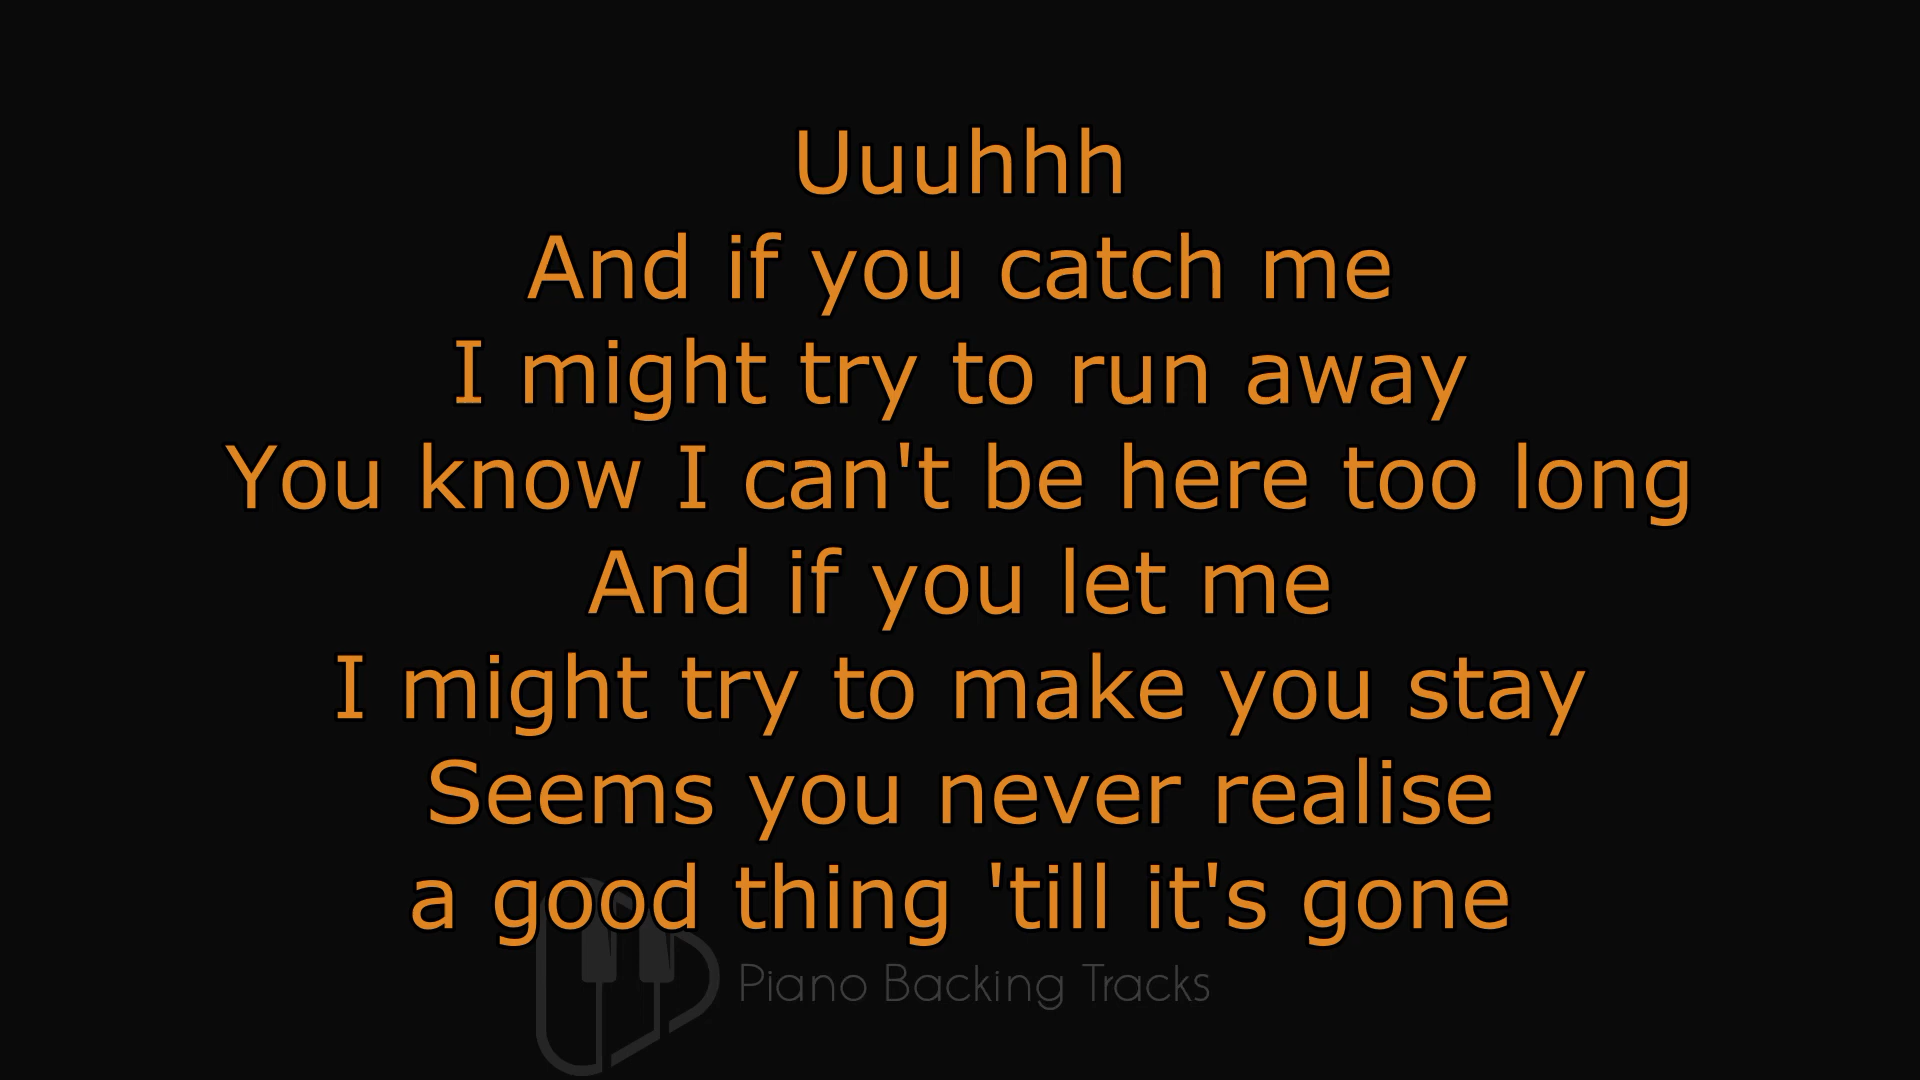 Uuuhhh
And if you catch me
I might try to run away
You know I can't be here too long
And if you let me
I might try to make you stay
Seems you never realise
a good thing 'till it's gone
Piano Backing Tracks